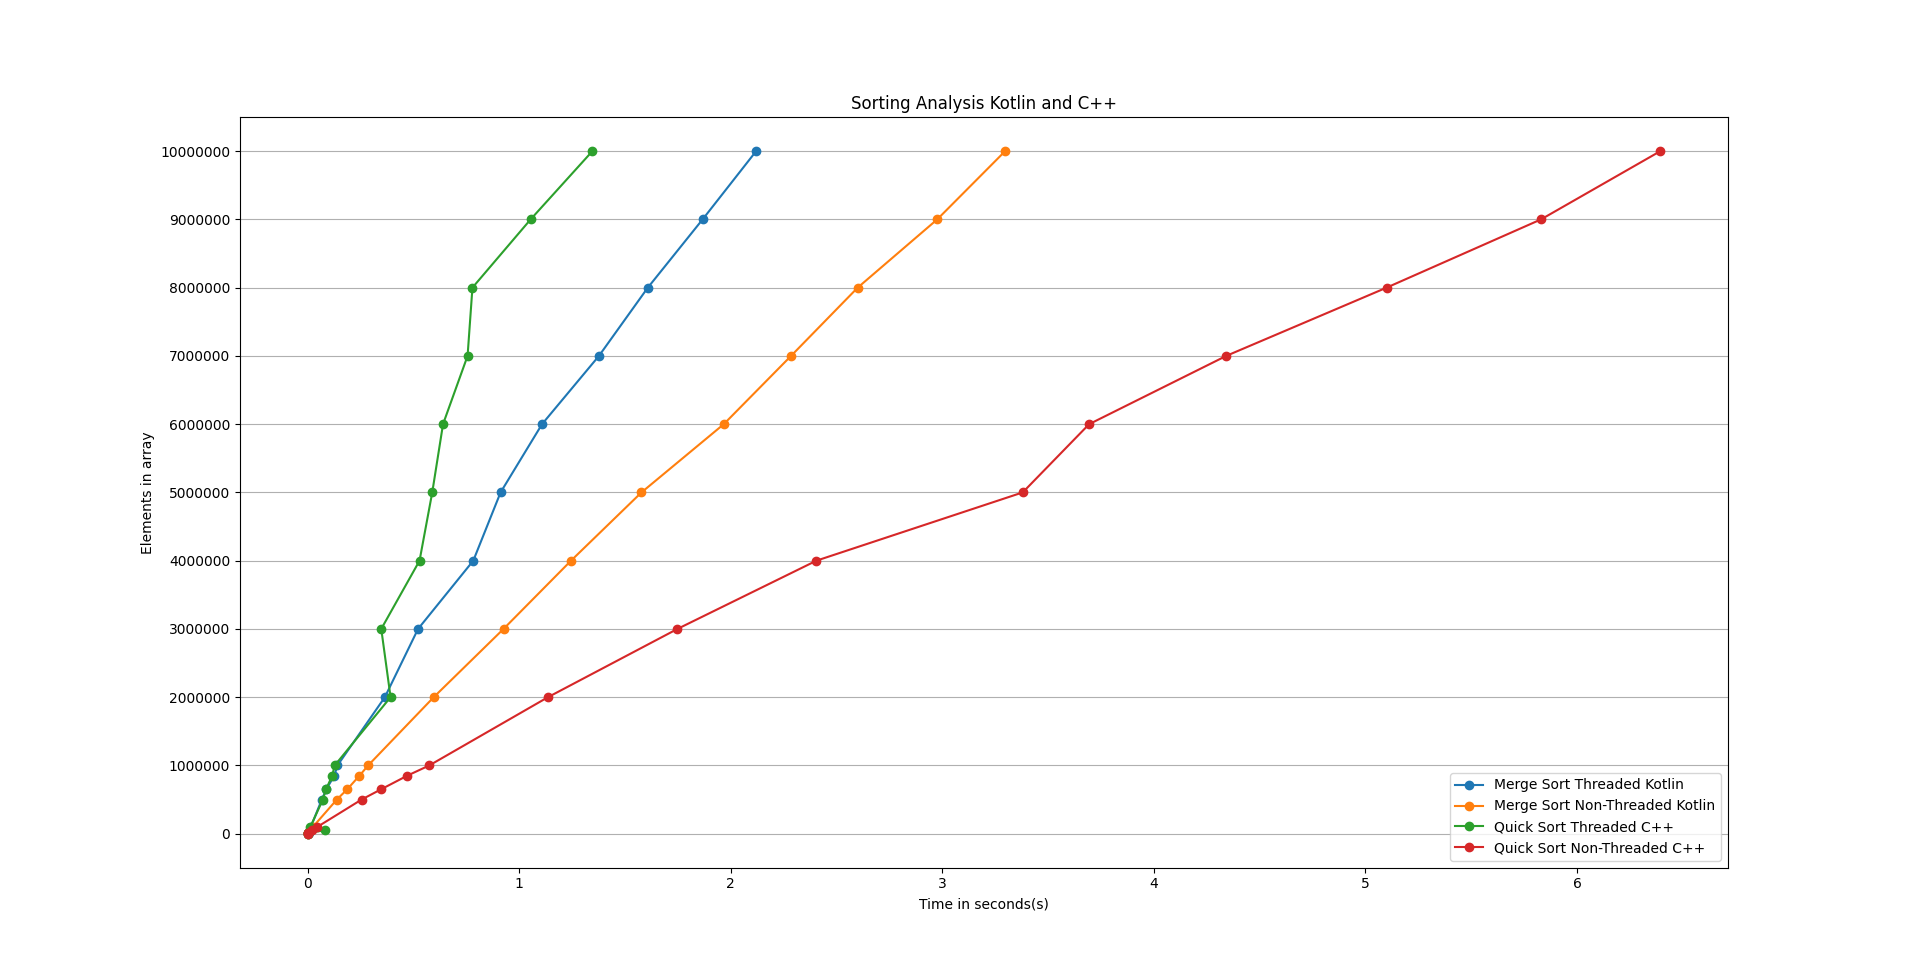 Sorting Analysis Kotlin and C++
Elements in array
10000000
9000000
8000000
7000000
6000000
5000000
4000000
3000000
2000000
1000000
0
Merge Sort Threaded Kotlin
Merge Sort Non-Threaded Kotlin
Quick Sort Threaded C++
Quick Sort Non-Threaded C++
0 1 2 3 4 5 6
Time in seconds(s)